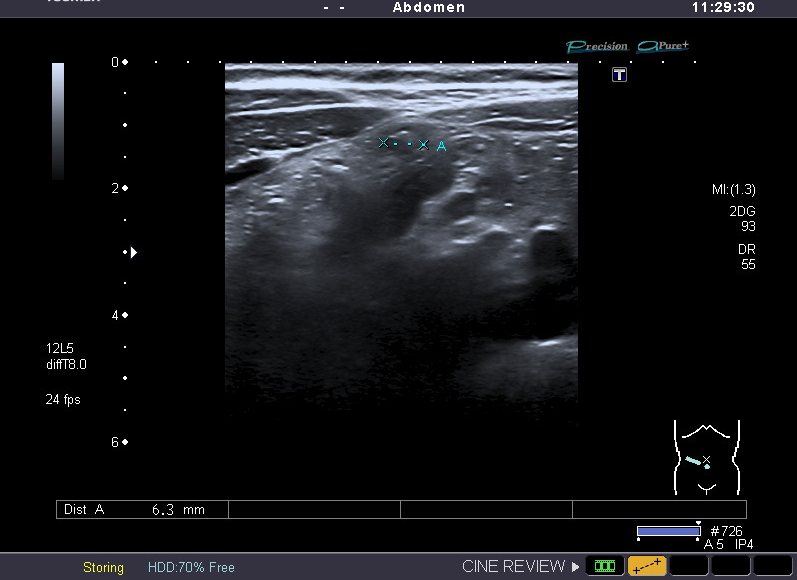 - -
Abdomen
11:29:30
Precision APure+
T
0
2
4
6
A
MI:(1.3)
2DG
93
DR
55
12L5
diffT8.0
24 fps
Dist A 6.3 mm
#726
A 5 IP4
Storing HDD:70% Free CINE REVIEW